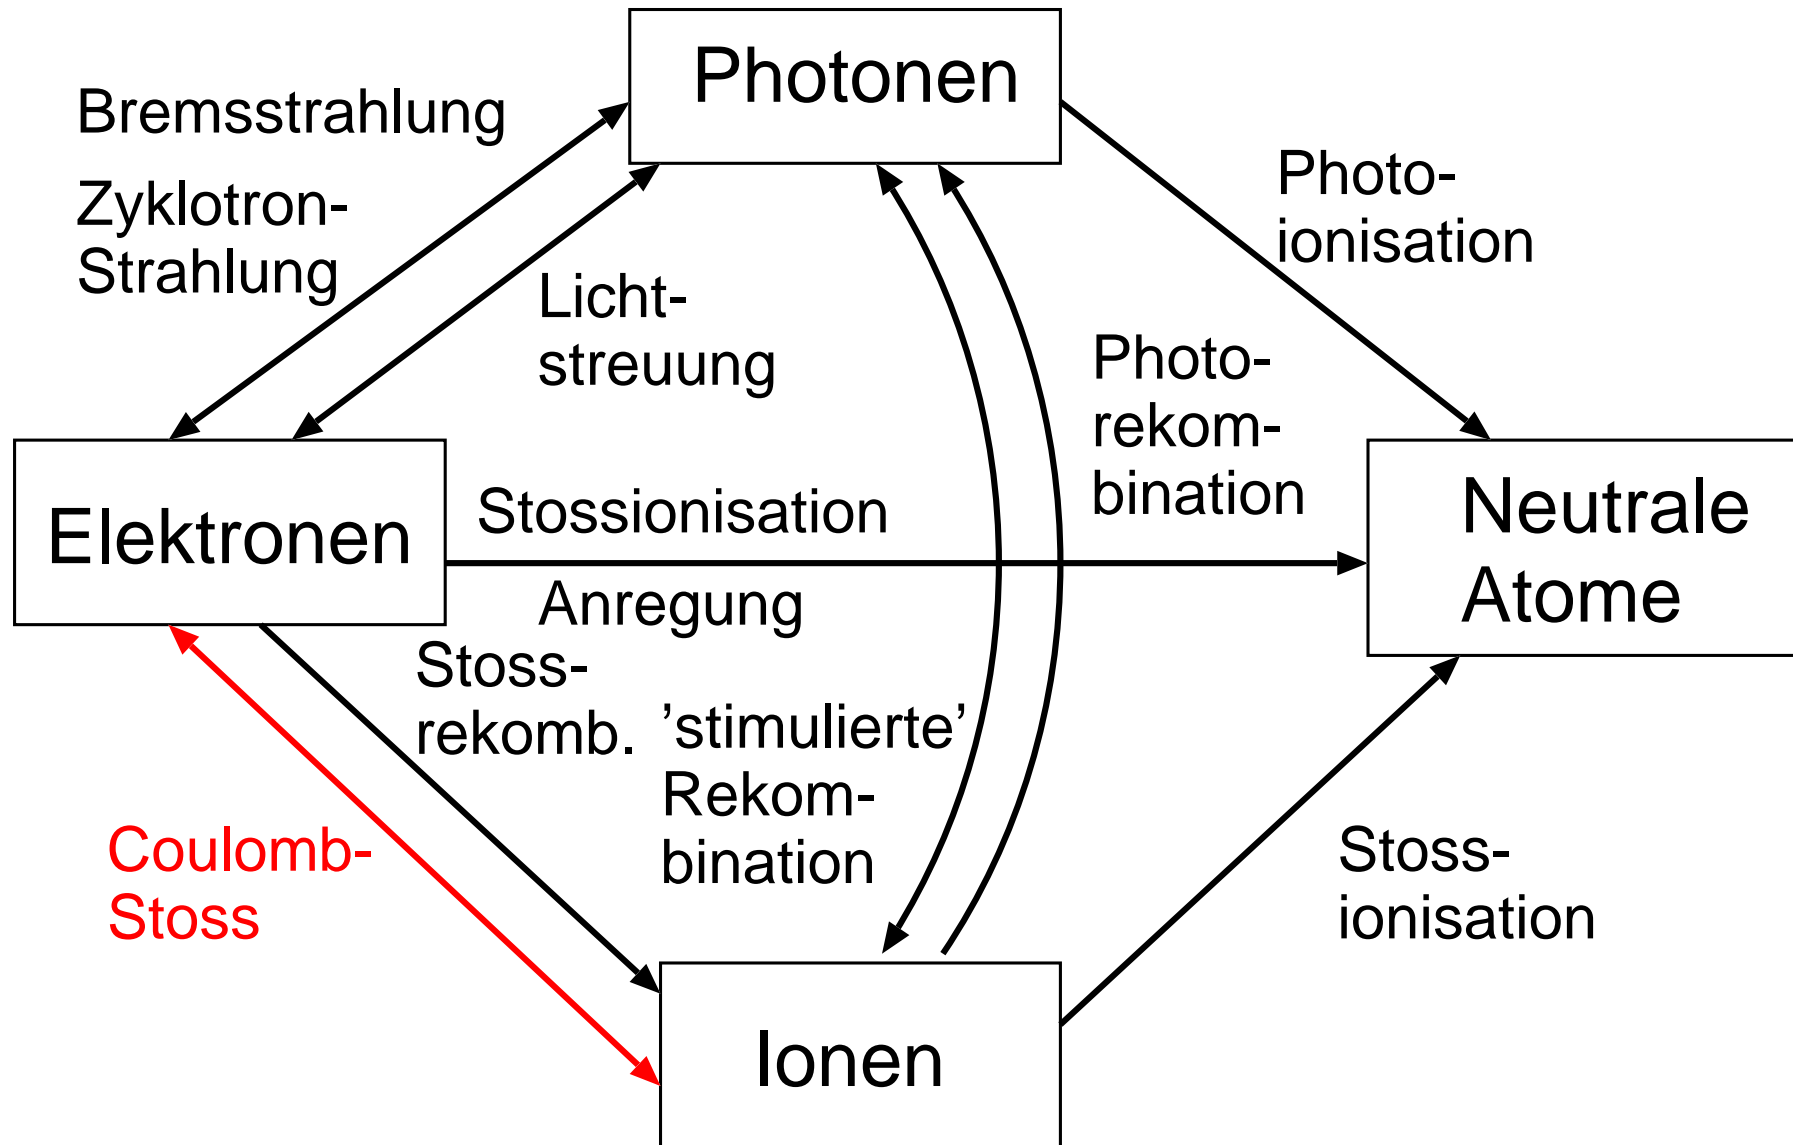 Photonen
Bremsstrahlung
Zyklotron-
Strahlung
Photo-
ionisation
Licht-
streuung
Photo-
rekom-
bination
Elektronen
Stossionisation
Anregung
Neutrale
Atome
Stoss-
rekomb.
’stimulierte’
Rekom-
bination
Coulomb-
Stoss
Stoss-
ionisation
Ionen